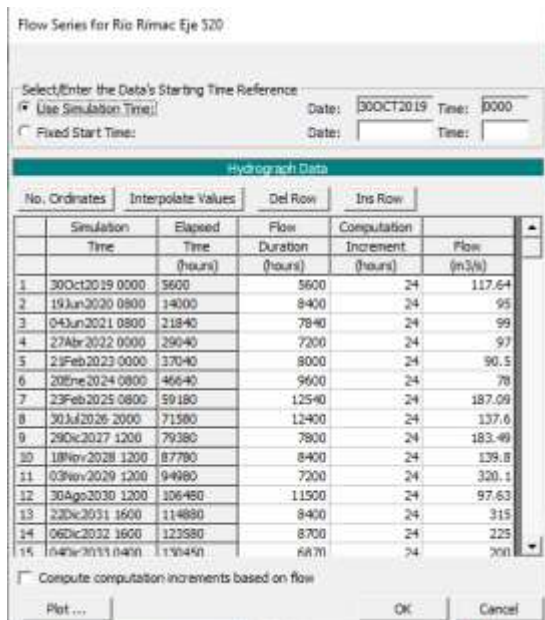 Flow Series for Rio Rimac Eje 520
Select/Enter the Data's Starting Time Reference
Use Simulation Time: Date: 30OCT2019 Time: 0000
Fixed Start Time: Date: Time:
Hydrograph Data
No. Ordinates Interpolate Values Del Row Ins Row
Simulation Elapsed Flow Computation
Time Time Duration Increment Flow
(hours) (hours) (hours) (m3/s)
1 30Oct2019 0000 5600 5600 24 117.64
2 19Jun2020 0800 14000 8400 24 95
3 04Jun2021 0800 21840 7840 24 99
4 27Abr2022 0000 29040 7200 24 97
5 21Feb2023 0000 37040 8000 24 90.5
6 20Ene2024 0800 46640 9600 24 78
7 23Feb2025 0800 59180 12540 24 187.09
8 30Jul2026 2000 71580 12400 24 137.6
9 29Dic2027 1200 79380 7800 24 183.49
10 18Nov2028 1200 87780 8400 24 139.8
11 03Nov2029 1200 94980 7200 24 320.1
12 30Ago2030 1200 106480 11500 24 97.63
13 22Dic2031 1600 114880 8400 24 315
14 06Dic2032 1600 123580 8700 24 225
15 04Dic2033 0400 130450 6870 24 200
Compute computation increments based on flow
Plot ... OK Cancel